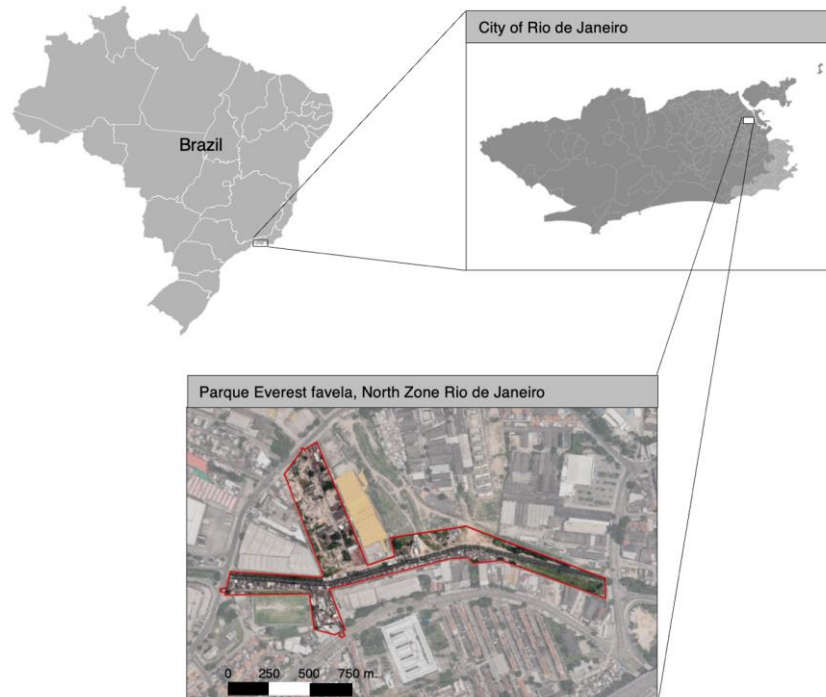 City of Rio de Janeiro
Brazil
Parque Everest favela, North Zone Rio de Janeiro
0 250 500 750 m.